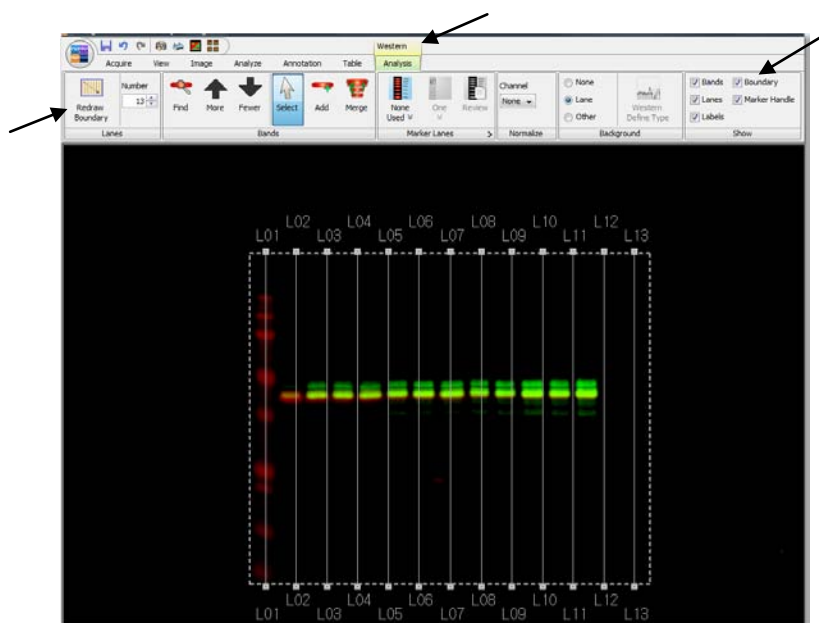 Western
Acquire View Image Analyze Annotation Table Analysis
Redraw Boundary
Number
13
Lanes
Find More Fewer Select Add Merge
Bands
None Used
One
Review
Marker Lanes
Channel
None
Normalize
None
Lane
Other
Western Define Type
Background
Bands Boundary
Lanes Marker Handle
Labels
Show
L02 L04 L06 L08 L10 L12
L01 L03 L05 L07 L09 L11 L13
L02 L04 L06 L08 L10 L12
L01 L03 L05 L07 L09 L11 L13